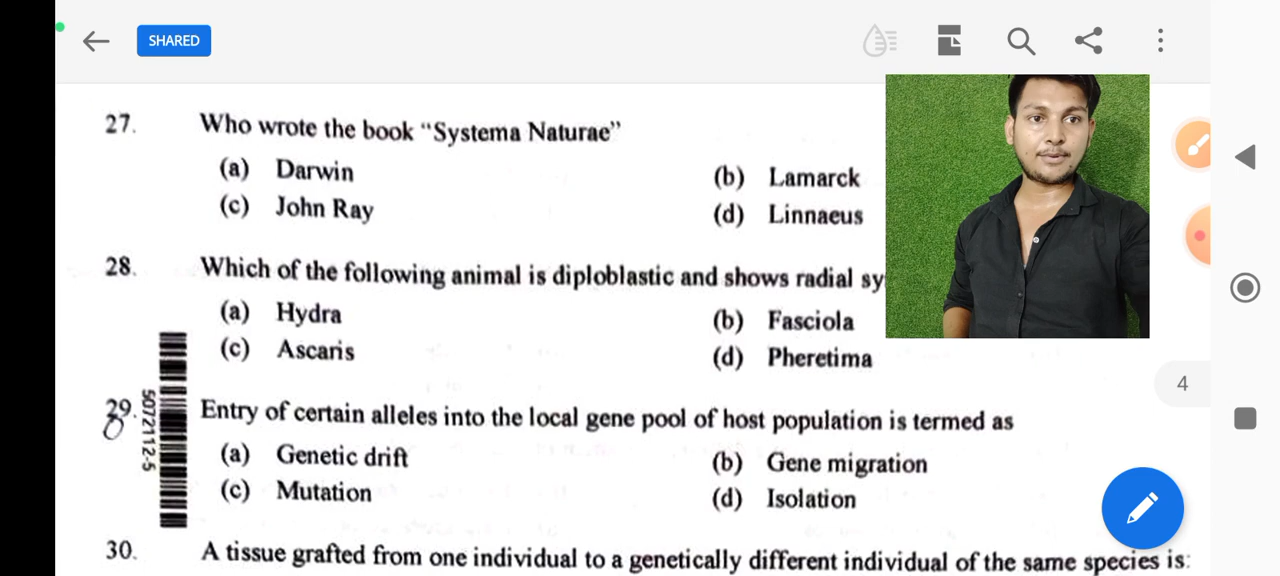 SHARED
27. Who wrote the book “Systema Naturae”
(a) Darwin (b) Lamarck
(c) John Ray (d) Linnaeus
28. Which of the following animal is diploblastic and shows radial
(a) Hydra (b) Fasciola
(c) Ascaris (d) Pheretima
4
29. Entry of certain alleles into the local gene pool of host population is termed as
(a) Genetic drift (b) Gene migration
(c) Mutation (d) Isolation
5072112-5
30. A tissue grafted from one individual to a genetically different individual of the same species is: